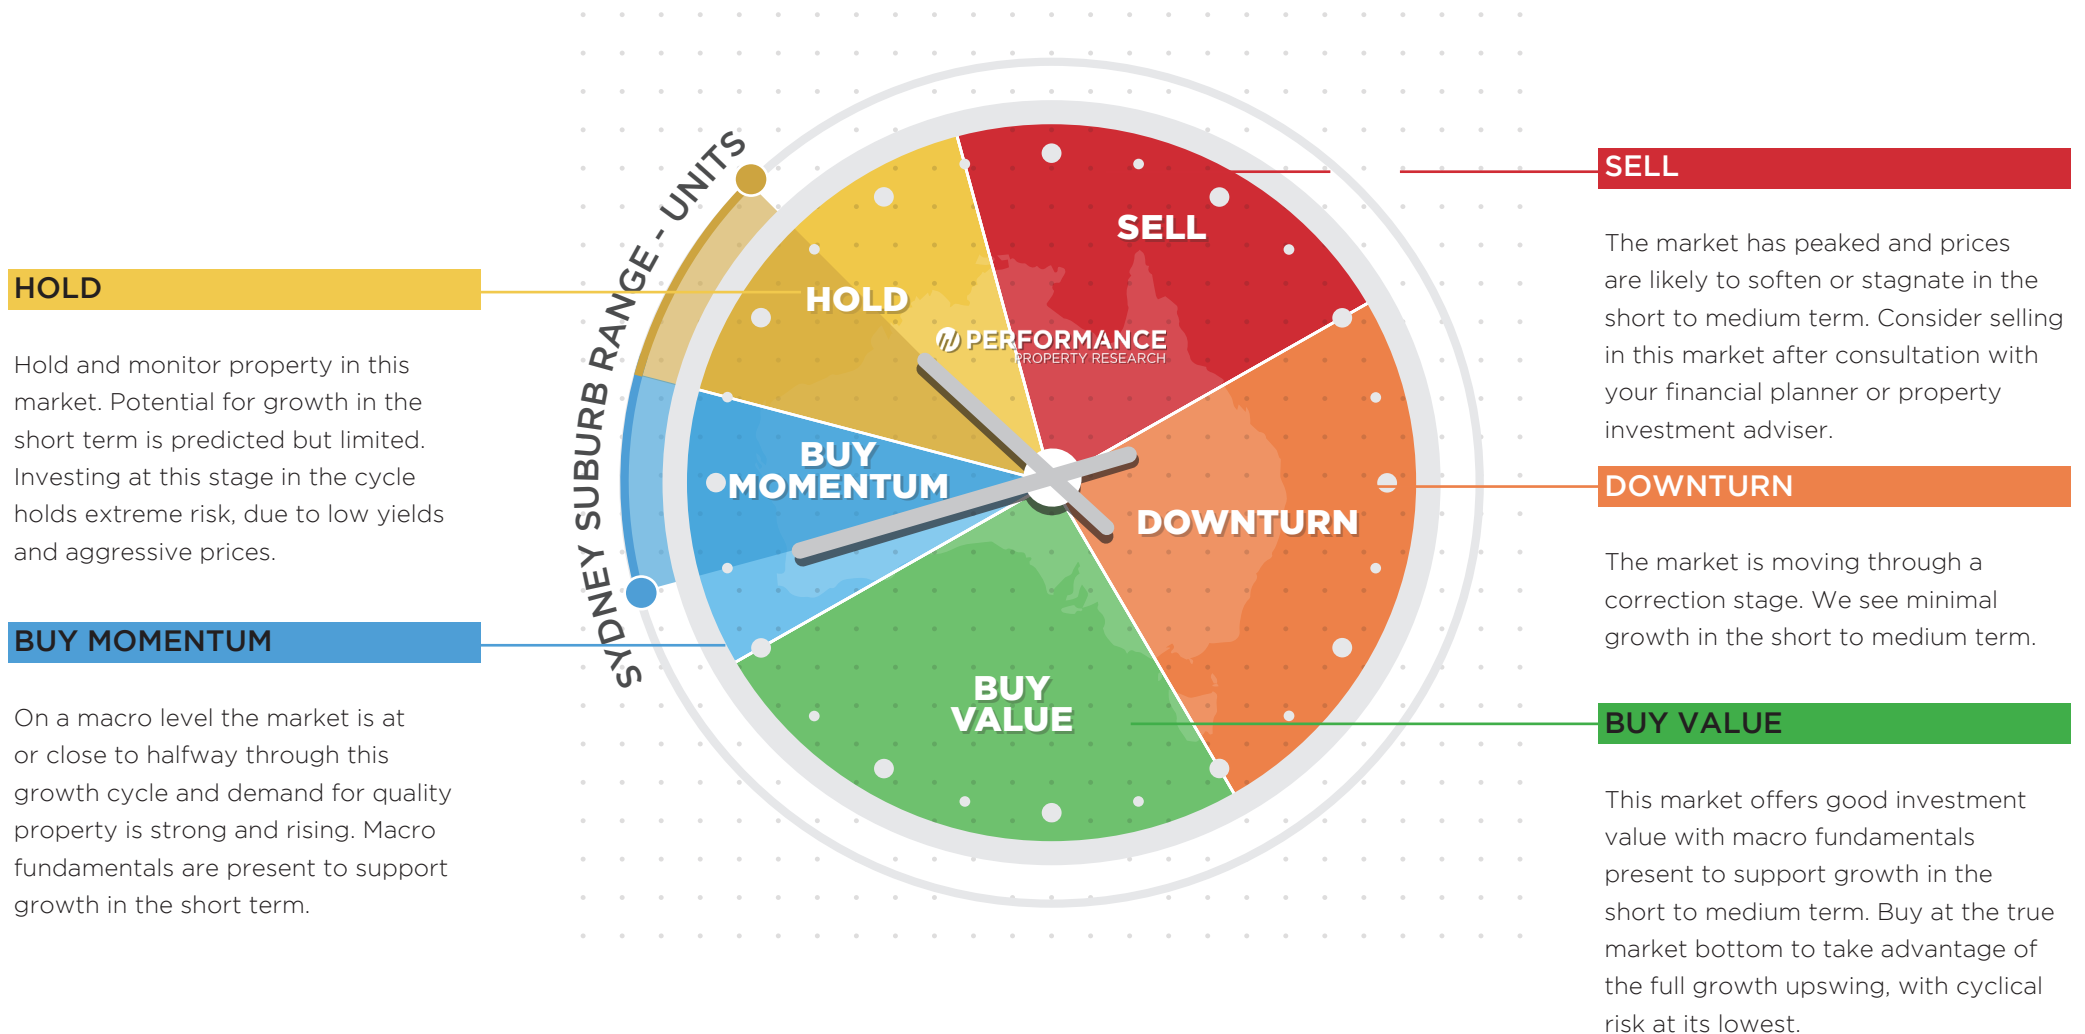 HOLD
Hold and monitor property in this
market. Potential for growth in the
short term is predicted but limited.
Investing at this stage in the cycle
holds extreme risk, due to low yields
and aggressive prices.
BUY MOMENTUM
On a macro level the market is at
or close to halfway through this
growth cycle and demand for quality
property is strong and rising. Macro
fundamentals are present to support
growth in the short term.
SYDNEY SUBURB RANGE - UNITS
SELL
HOLD
PERFORMANCE
PROPERTY RESEARCH
BUY
MOMENTUM
DOWNTURN
BUY
VALUE
SELL
The market has peaked and prices
are likely to soften or stagnate in the
short to medium term. Consider selling
in this market after consultation with
your financial planner or property
investment adviser.
DOWNTURN
The market is moving through a
correction stage. We see minimal
growth in the short to medium term.
BUY VALUE
This market offers good investment
value with macro fundamentals
present to support growth in the
short to medium term. Buy at the true
market bottom to take advantage of
the full growth upswing, with cyclical
risk at its lowest.